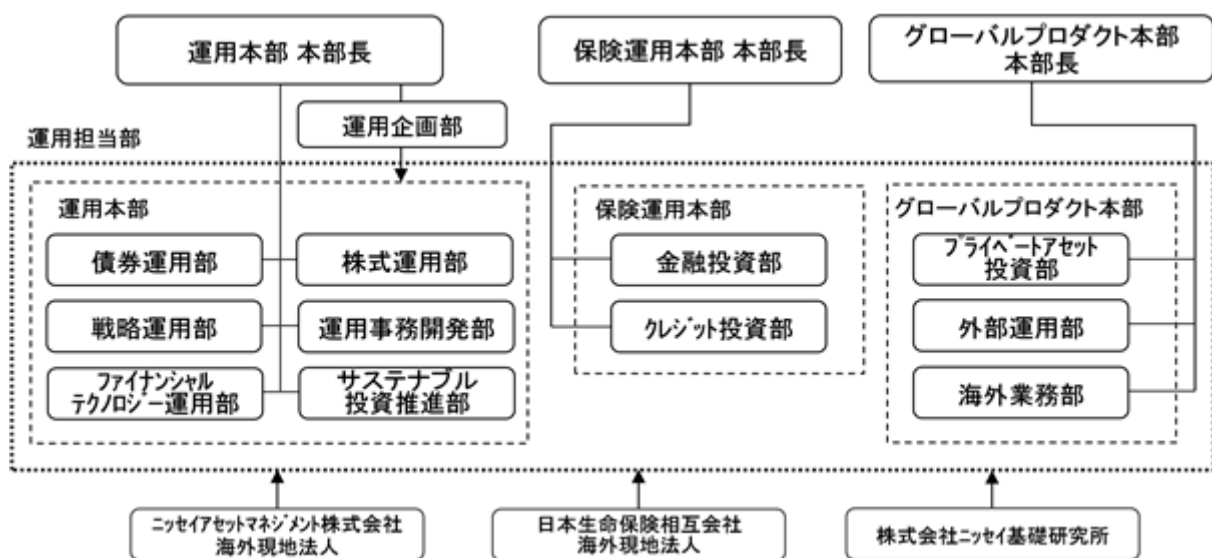 運用本部 本部長
保険運用本部 本部長
グローバルプロダクト本部
本部長
運用企画部
運用担当部
運用本部
債券運用部
株式運用部
戦略運用部
運用事務開発部
ファイナンシャル
テクノロジー運用部
サステナブル
投資推進部
保険運用本部
金融投資部
クレジット投資部
グローバルプロダクト本部
プライベートアセット
投資部
外部運用部
海外業務部
ニッセイアセットマネジメント株式会社
海外現地法人
日本生命保険相互会社
海外現地法人
株式会社ニッセイ基礎研究所